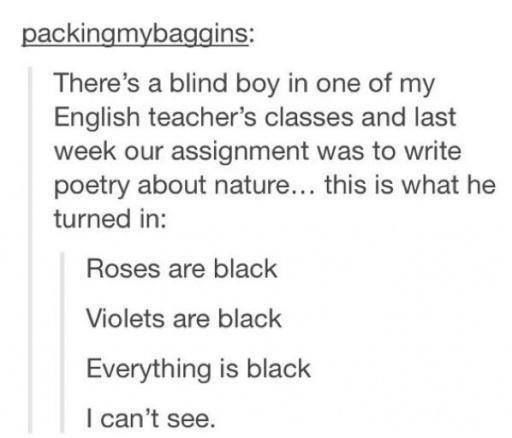 packingmybaggins:
There’s a blind boy in one of my
English teacher’s classes and last
week our assignment was to write
poetry about nature… this is what he
turned in:
Roses are black
Violets are black
Everything is black
I can’t see.